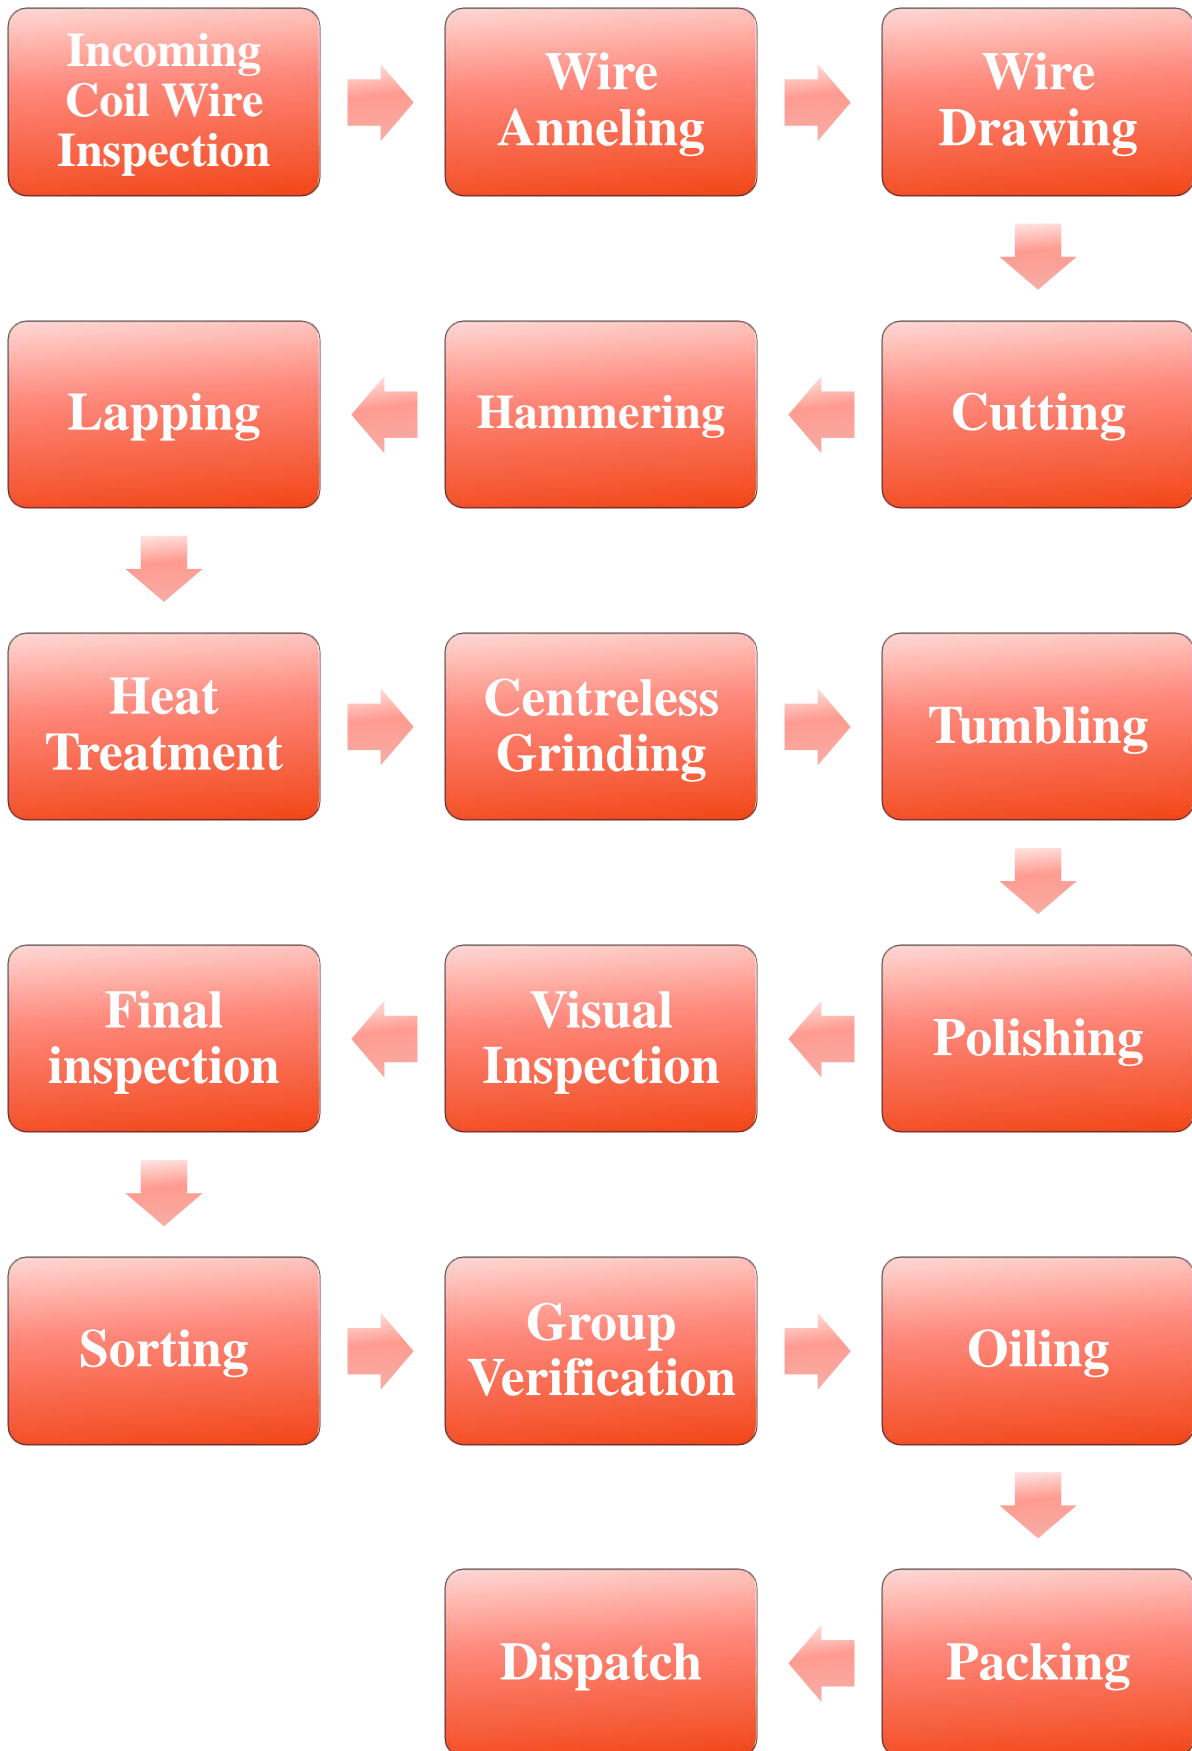 Incoming
Coil Wire
Inspection
Wire
Anneling
Wire
Drawing
Cutting
Hammering
Lapping
Heat
Treatment
Centreless
Grinding
Tumbling
Polishing
Visual
Inspection
Final
inspection
Sorting
Group
Verification
Oiling
Packing
Dispatch